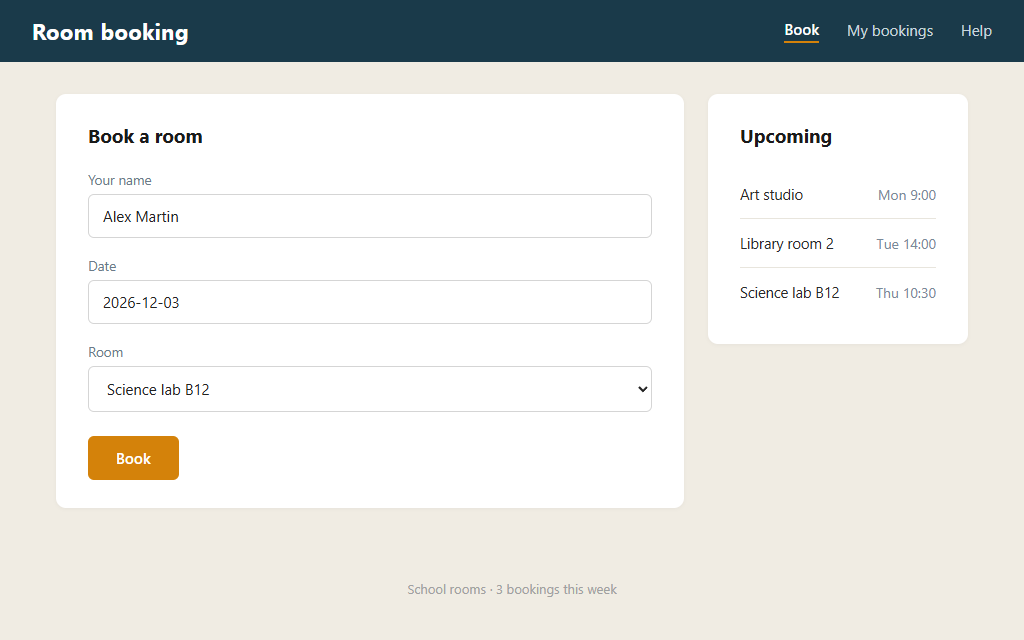 Room booking
Book My bookings Help
Book a room
Your name
Alex Martin
Date
2026-12-03
Room
Science lab B12
Book
Upcoming
Art studio Mon 9:00
Library room 2 Tue 14:00
Science lab B12 Thu 10:30
School rooms · 3 bookings this week